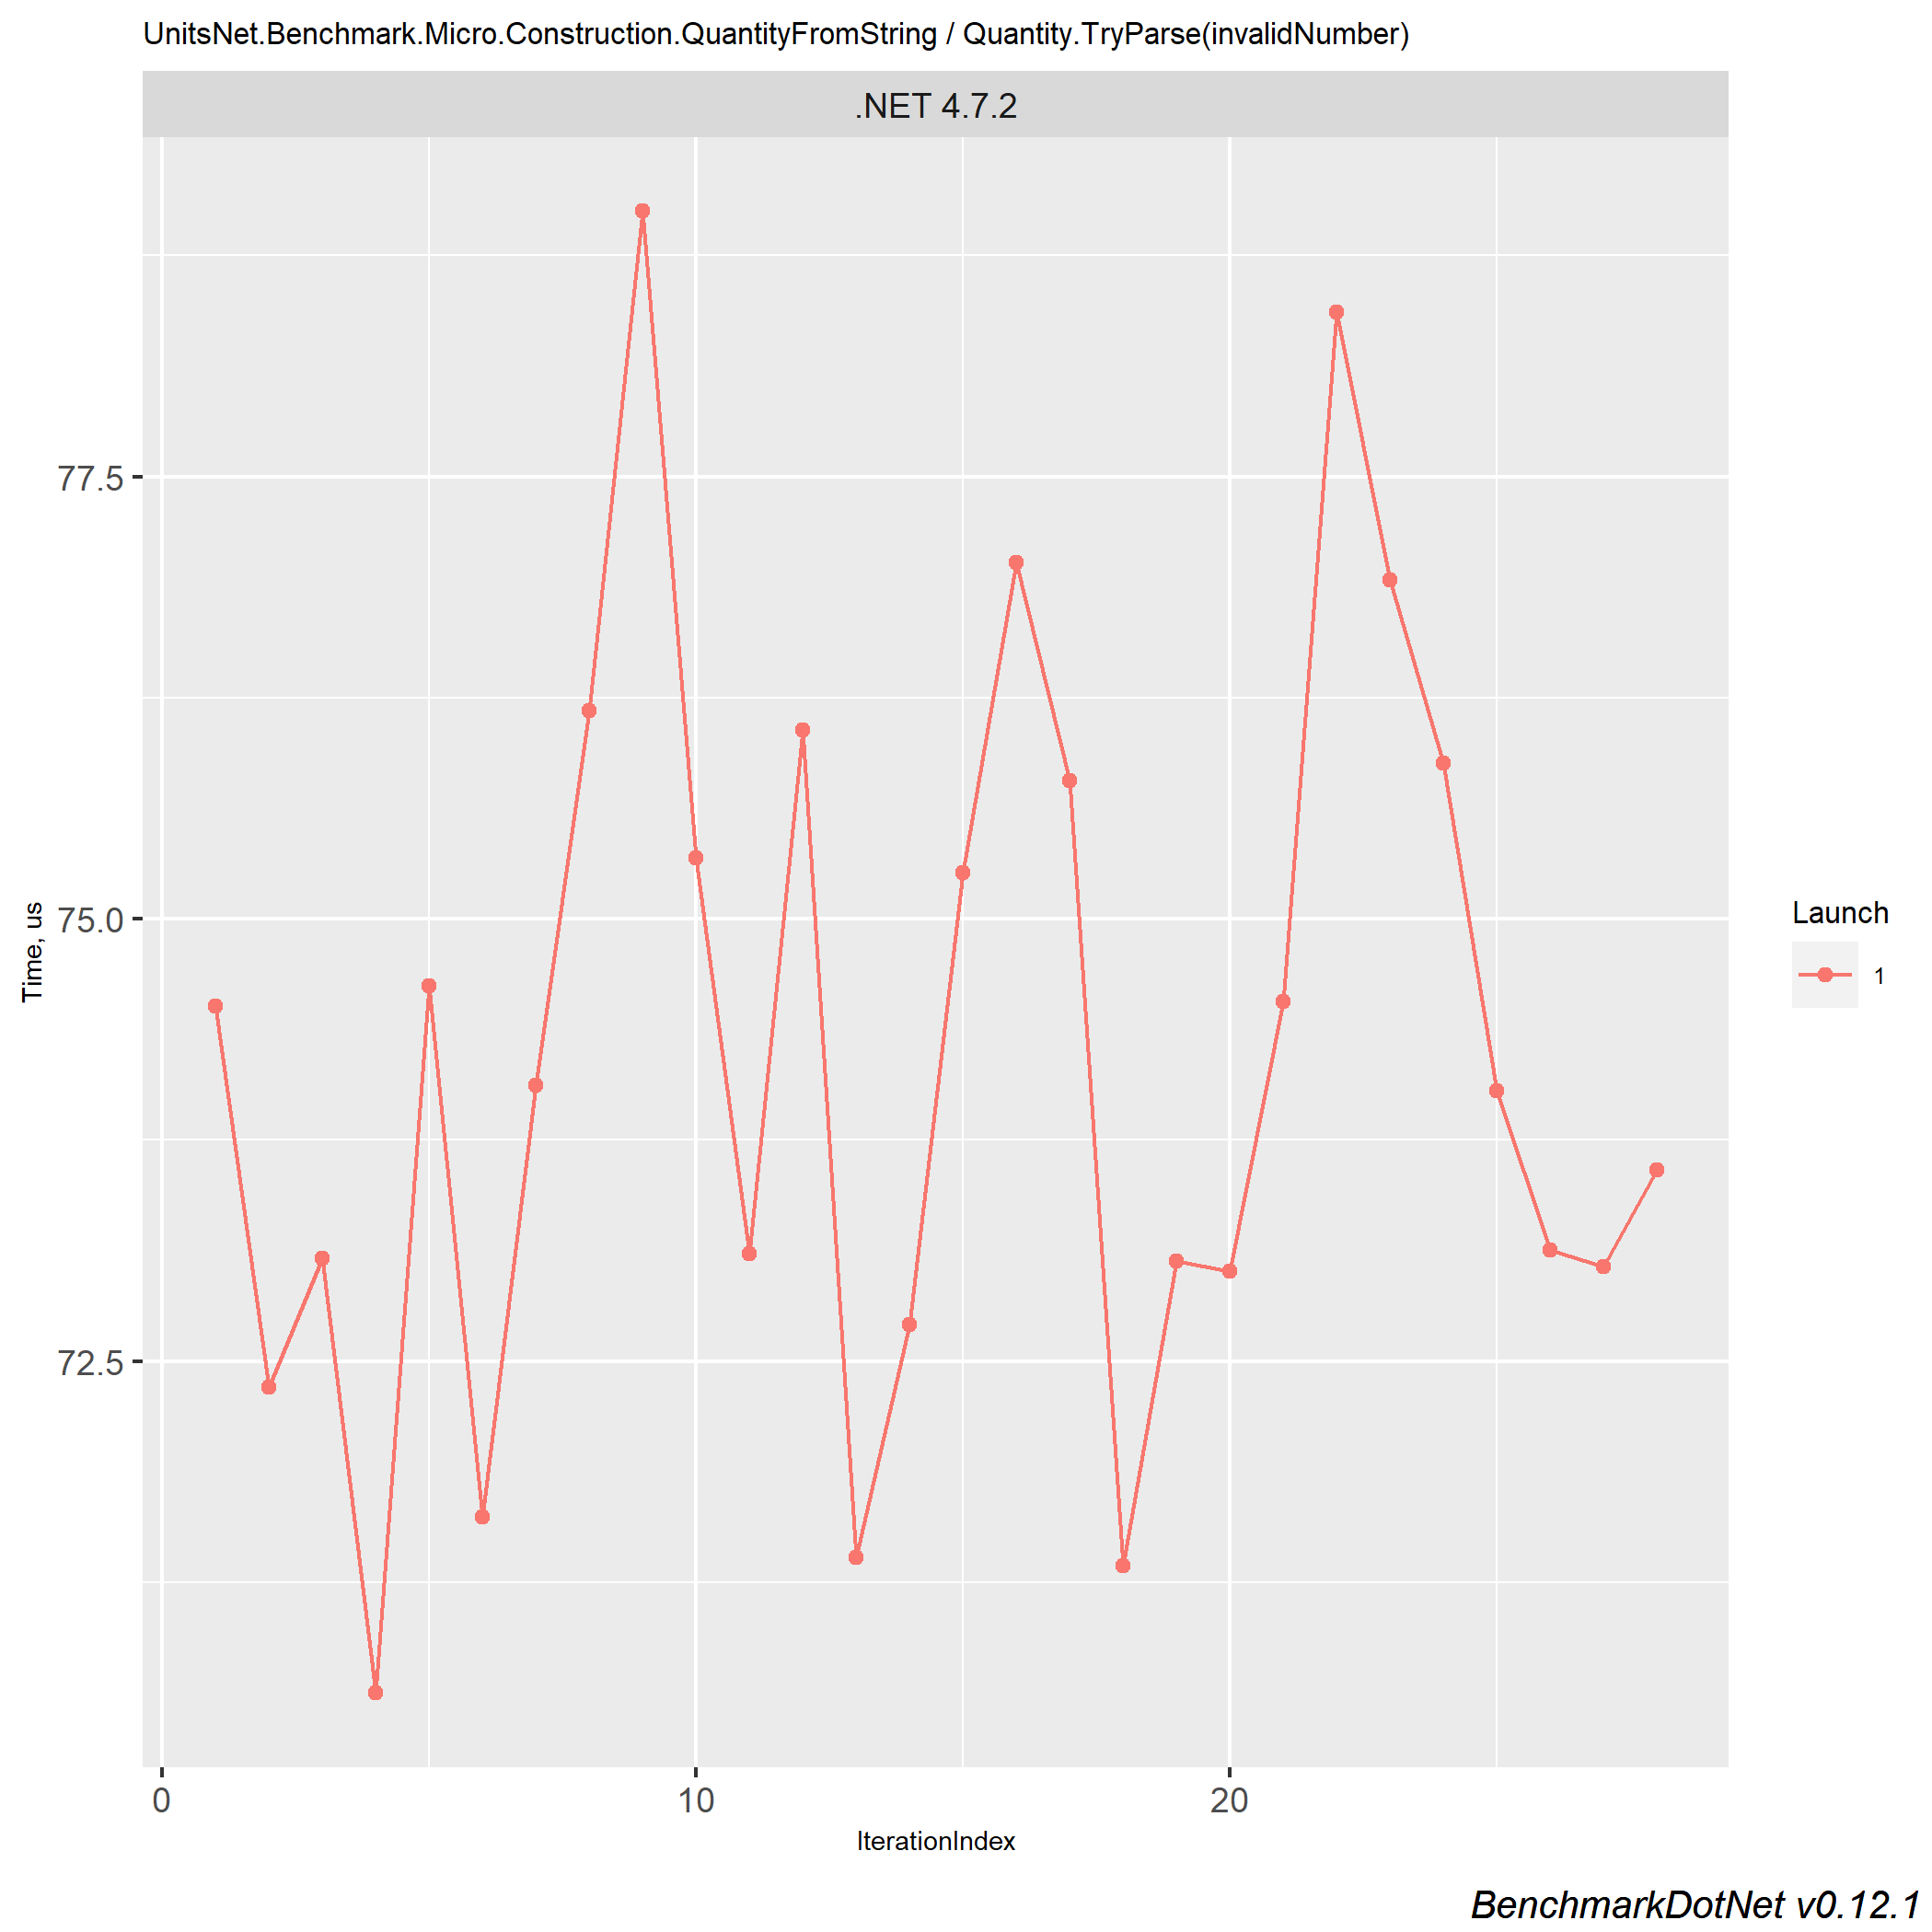 UnitsNet.Benchmark.Micro.Construction.QuantityFromString / Quantity.TryParse(invalidNumber)
.NET 4.7.2
77.5
75.0
72.5
Time, us
0 10 20
IterationIndex
Launch
1
BenchmarkDotNet v0.12.1